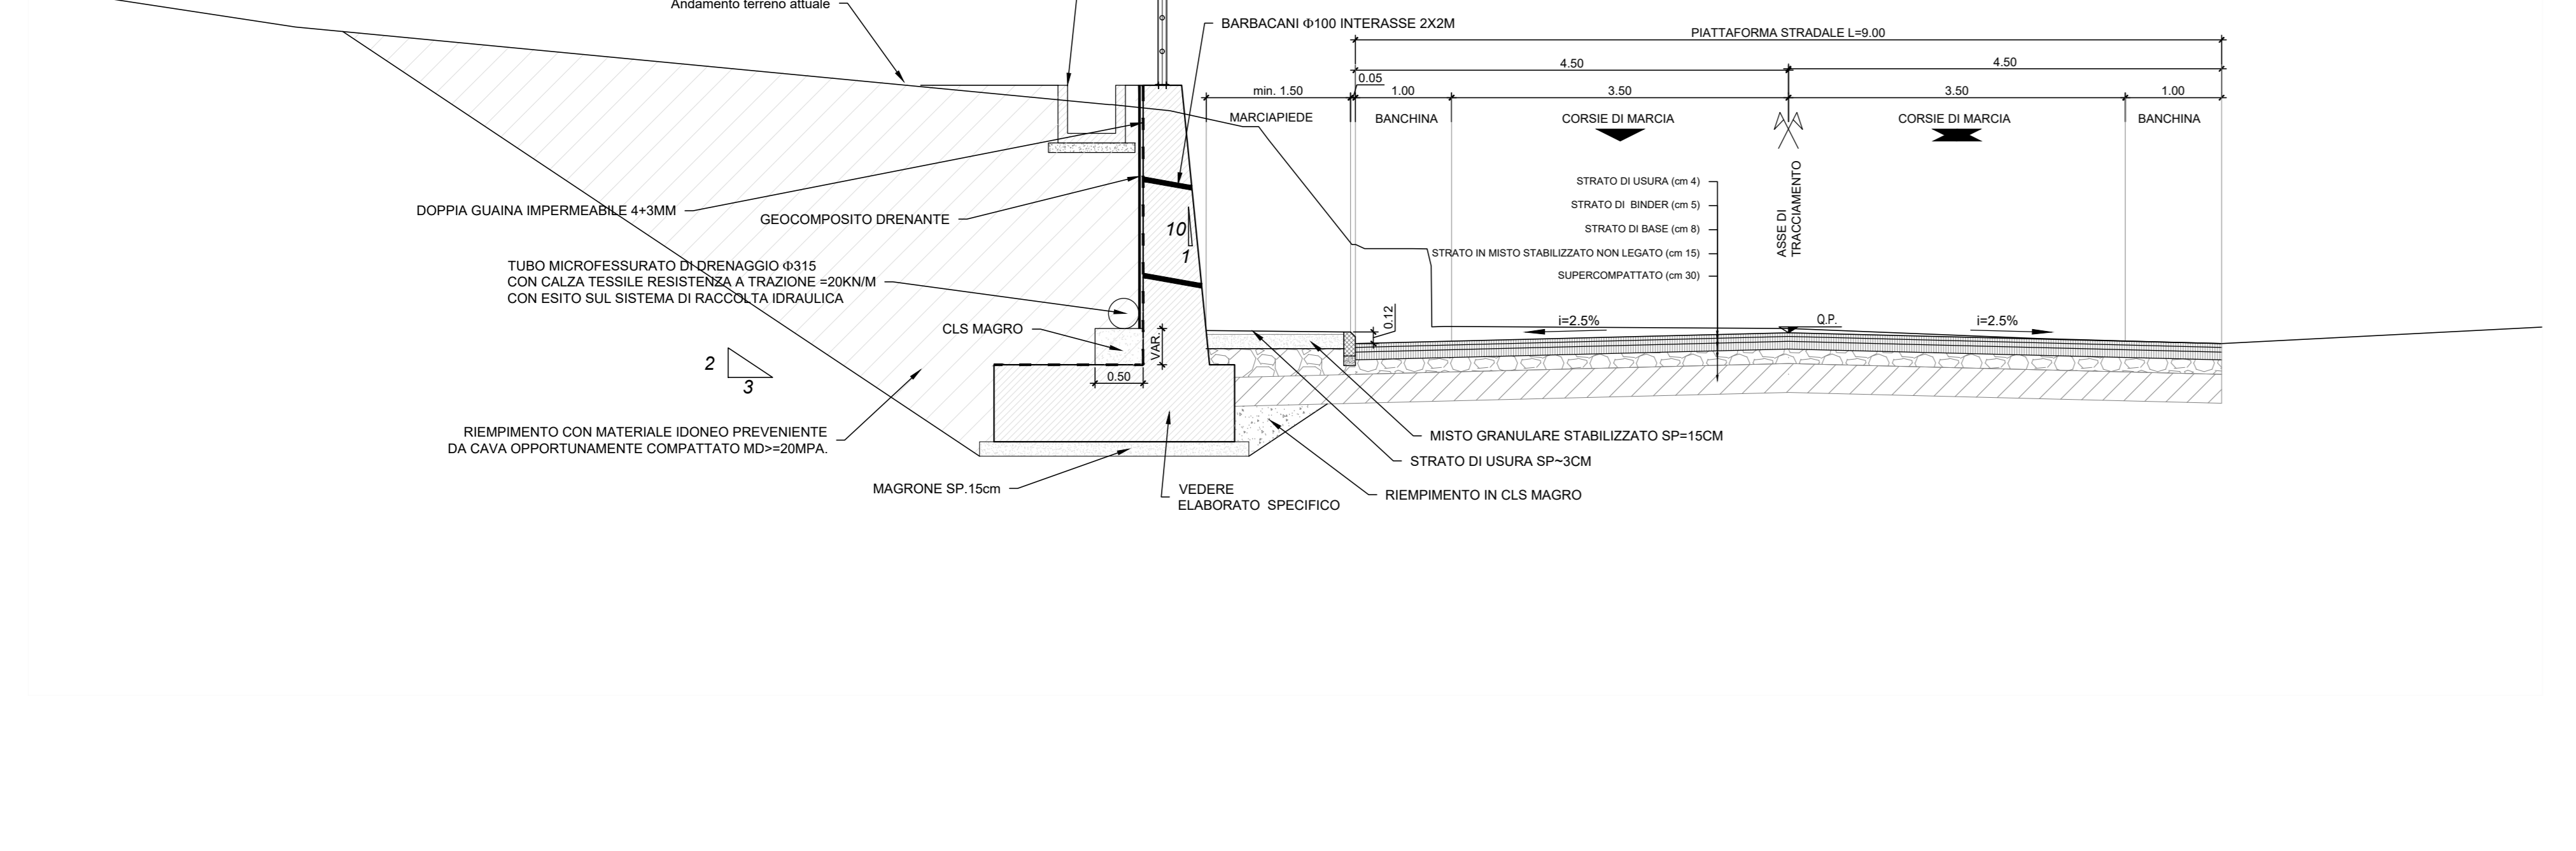 Andamento terreno attuale
BARBACANI Φ100 INTERASSE 2X2M
PIATTAFORMA STRADALE L=9.00
4.50
4.50
0.05
min. 1.50
1.00
3.50
3.50
1.00
MARCIAPIEDE
BANCHINA
CORSIE DI MARCIA
CORSIE DI MARCIA
BANCHINA
ASSE DI
TRACCIAMENTO
STRATO DI USURA (cm 4)
STRATO DI BINDER (cm 5)
STRATO DI BASE (cm 8)
STRATO IN MISTO STABILIZZATO NON LEGATO (cm 15)
SUPERCOMPATTATO (cm 30)
DOPPIA GUAINA IMPERMEABILE 4+3MM
GEOCOMPOSITO DRENANTE
10
1
TUBO MICROFESSURATO DI DRENAGGIO Φ315
CON CALZA TESSILE RESISTENZA A TRAZIONE =20KN/M
CON ESITO SUL SISTEMA DI RACCOLTA IDRAULICA
CLS MAGRO
VAR.
0.50
0.12
i=2.5%
Q.P.
i=2.5%
2
3
RIEMPIMENTO CON MATERIALE IDONEO PREVENIENTE
DA CAVA OPPORTUNAMENTE COMPATTATO MD>=20MPA.
MAGRONE SP.15cm
VEDERE
ELABORATO SPECIFICO
MISTO GRANULARE STABILIZZATO SP=15CM
STRATO DI USURA SP~3CM
RIEMPIMENTO IN CLS MAGRO